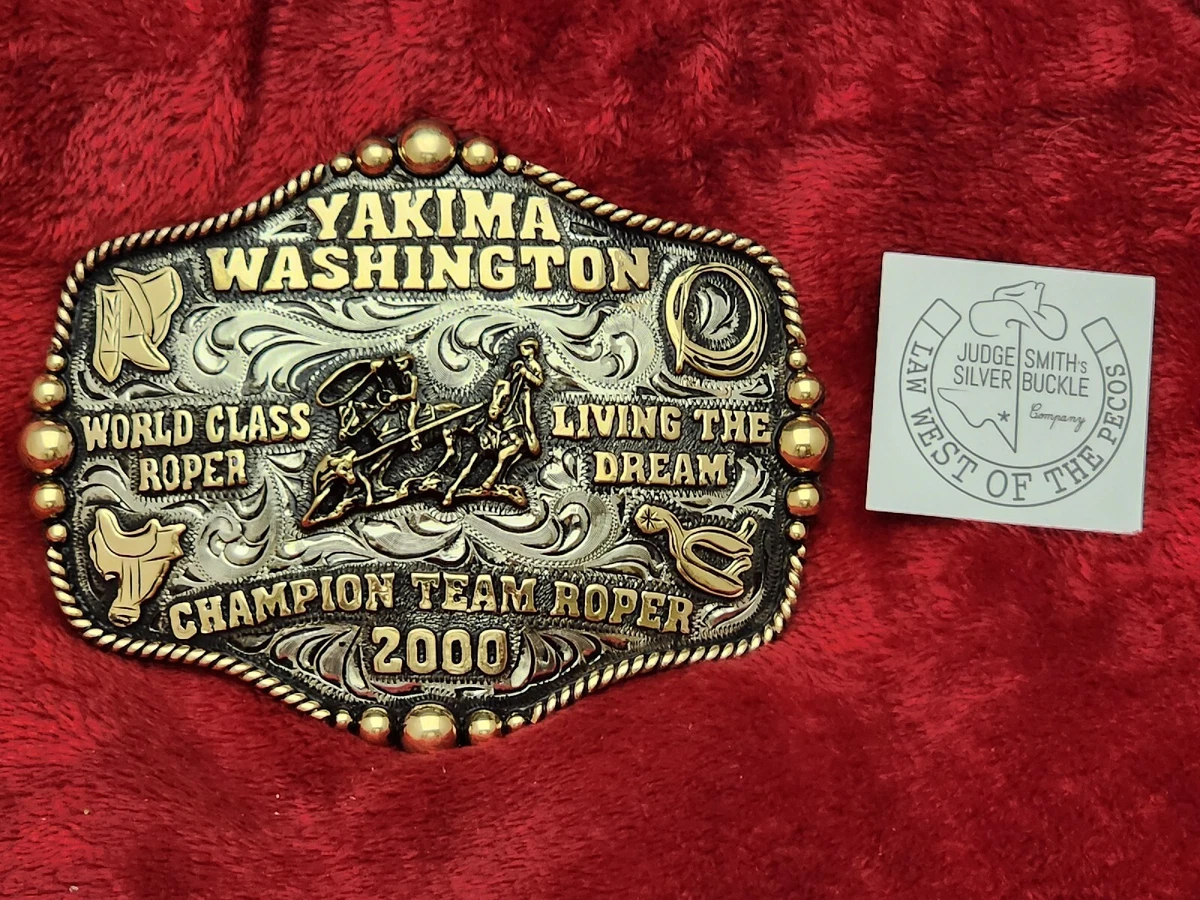 YAKIMA
WASHINGTON
WORLD CLASS
ROPER
LIVING THE
DREAM
CHAMPION TEAM ROPER
2000
JUDGE SMITH's
SILVER BUCKLE
Company
LAW WEST OF THE PECOS